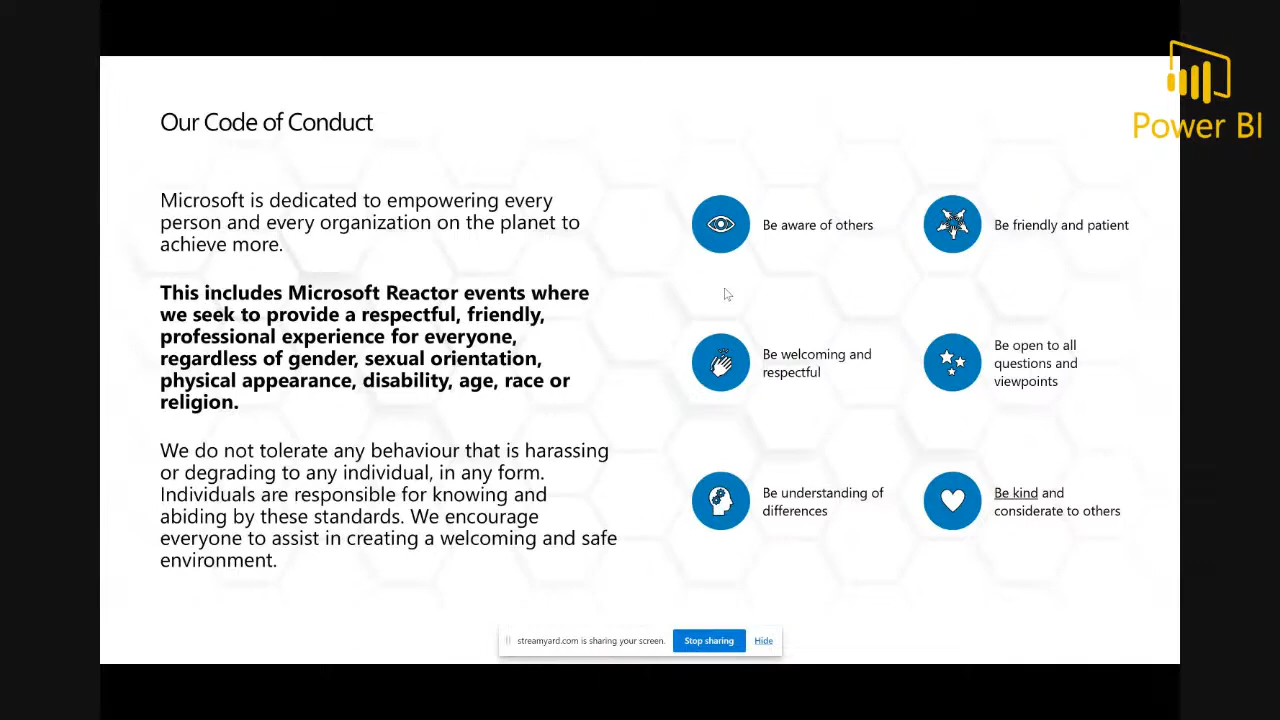 Our Code of Conduct
Power BI
Microsoft is dedicated to empowering every
person and every organization on the planet to
achieve more.
This includes Microsoft Reactor events where
we seek to provide a respectful, friendly,
professional experience for everyone,
regardless of gender, sexual orientation,
physical appearance, disability, age, race or
religion.
We do not tolerate any behaviour that is harassing
or degrading to any individual, in any form.
Individuals are responsible for knowing and
abiding by these standards. We encourage
everyone to assist in creating a welcoming and safe
environment.
Be aware of others
Be friendly and patient
Be welcoming and
respectful
Be open to all
questions and
viewpoints
Be understanding of
differences
Be kind and
considerate to others
streamyard.com is sharing your screen.
Stop sharing
Hide